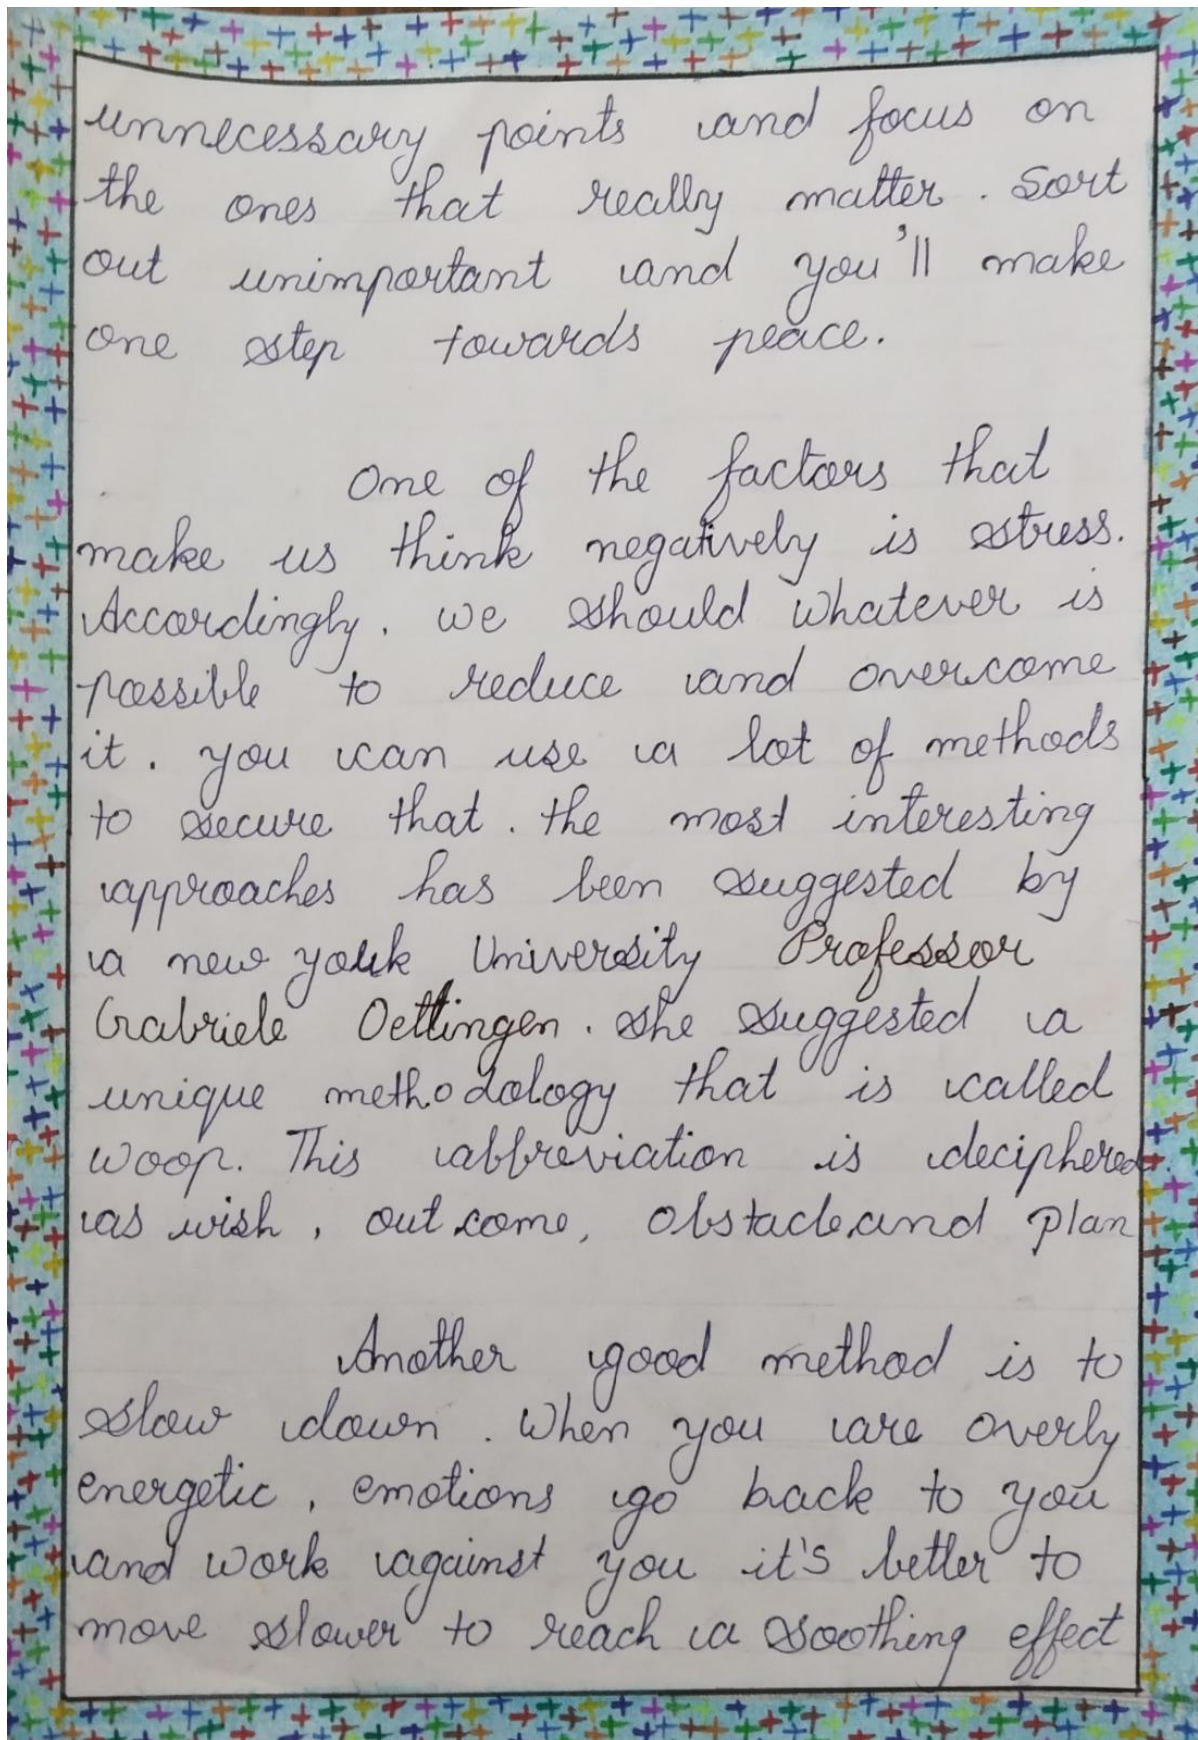 unnecessary points and focus on
the ones that really matter. Sort
out unimportant and you'll make
one step towards peace.
One of the factors that
make us think negatively is stress.
Accordingly. we should whatever is
possible to reduce and overcome
it. you can use a lot of methods
to secure that. the most interesting
approaches has been suggested by
a new york University Professor
Gabriele Oettingen. She suggested a
unique methodology that is called
woop. This abbreviation is deciphered
as wish, outcome, Obstacle and plan
Another good method is to
slow down. When you are overly
energetic, emotions go back to you
and work against you it's better to
move slower to reach a soothing effect